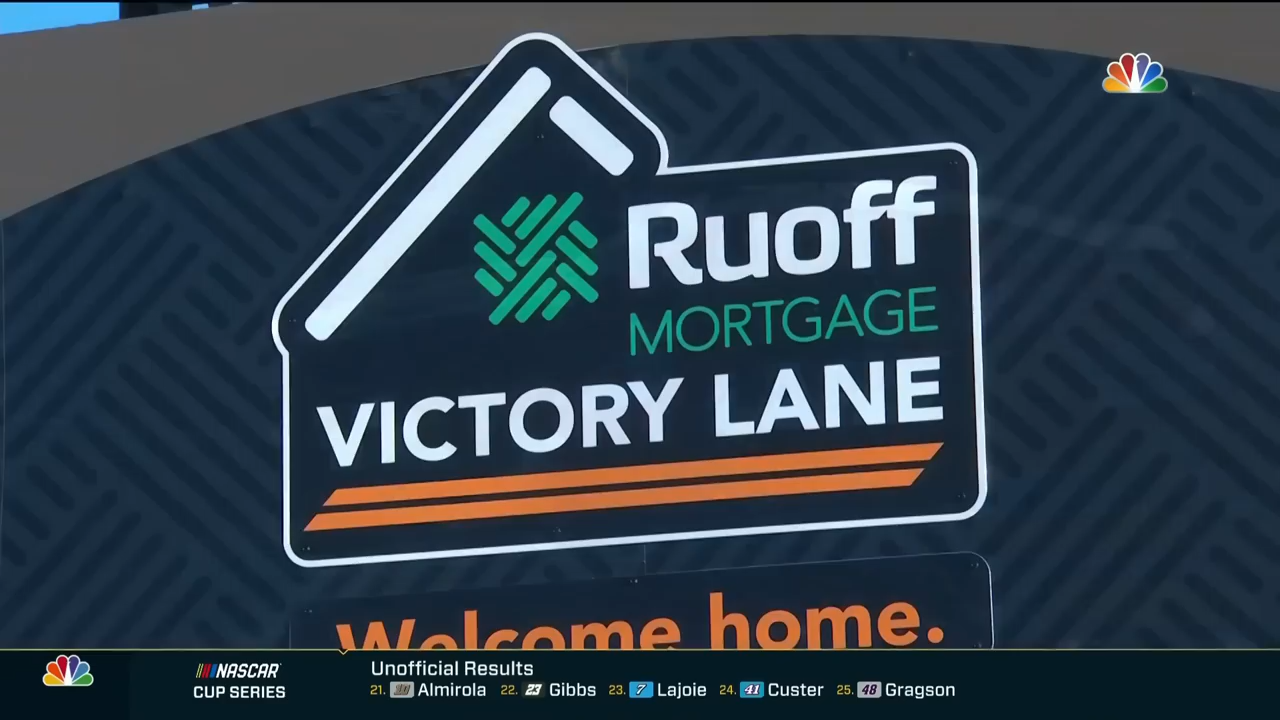 Ruoff
MORTGAGE
VICTORY LANE
Welcome home.
NASCAR
CUP SERIES
Unofficial Results
21. 10 Almirola 22. 23 Gibbs 23. 7 Lajoie 24. 41 Custer 25. 48 Gragson